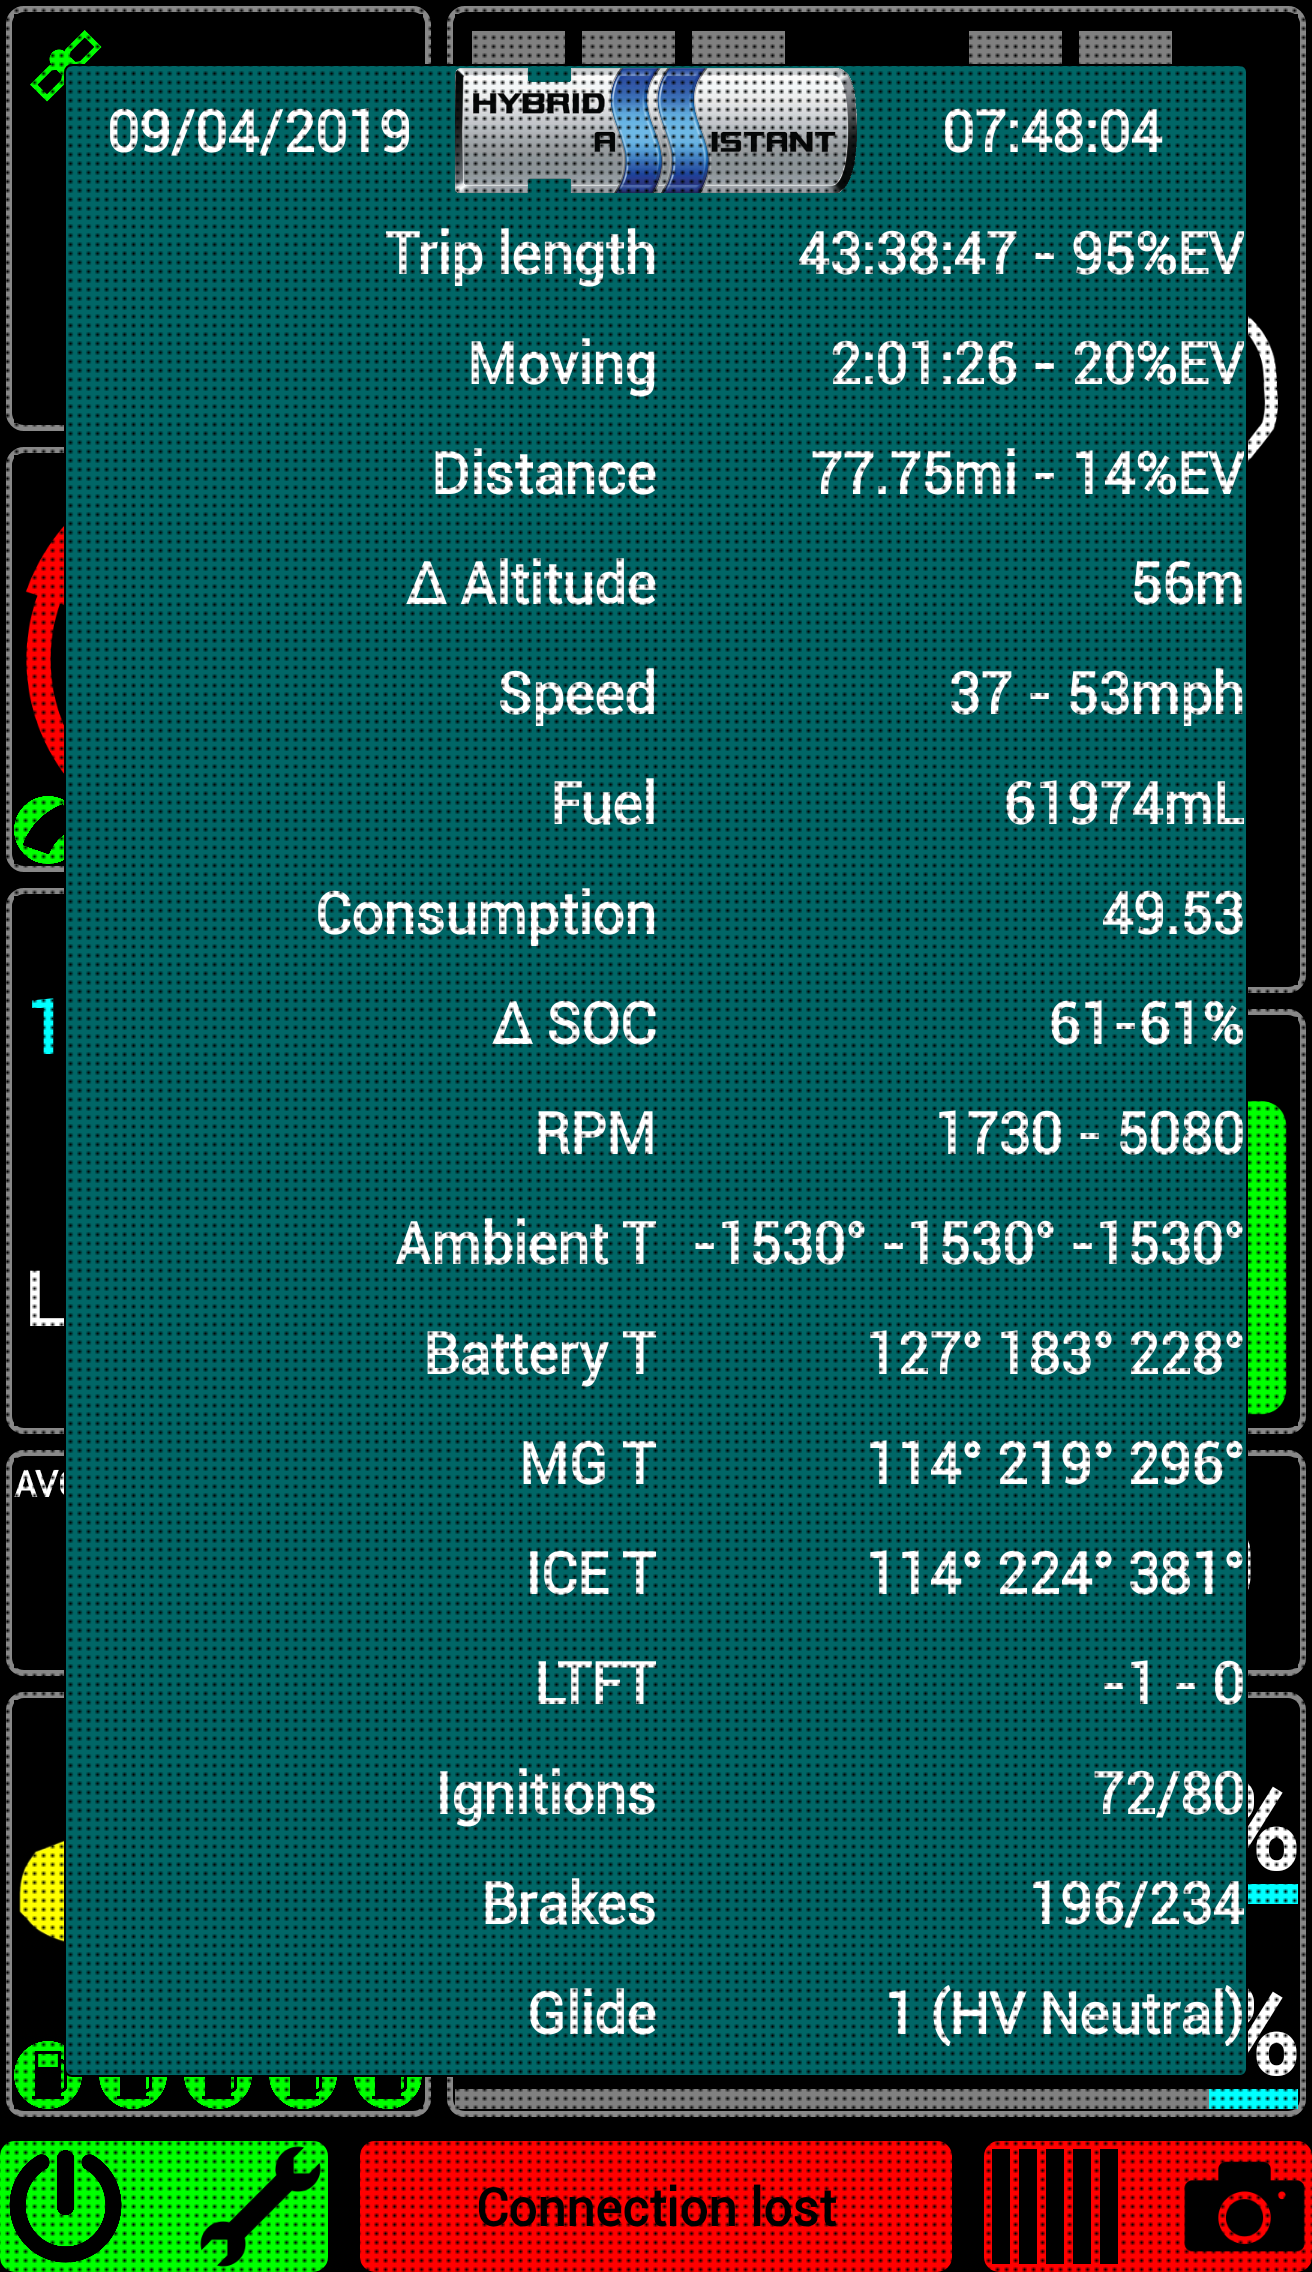 09/04/2019 HYBRID ASSISTANT 07:48:04
Trip length 43:38:47 - 95%EV
Moving 2:01:26 - 20%EV
Distance 77.75mi - 14%EV
Δ Altitude 56m
Speed 37 - 53mph
Fuel 61974mL
Consumption 49.53
1
Δ SOC 61-61%
RPM 1730 - 5080
Ambient T -1530° -1530° -1530°
L
Battery T 127° 183° 228°
MG T 114° 219° 296°
AV
ICE T 114° 224° 381°
LTFT -1 - 0
Ignitions 72/80
%
Brakes 196/234
Glide 1 (HV Neutral)
%
Connection lost